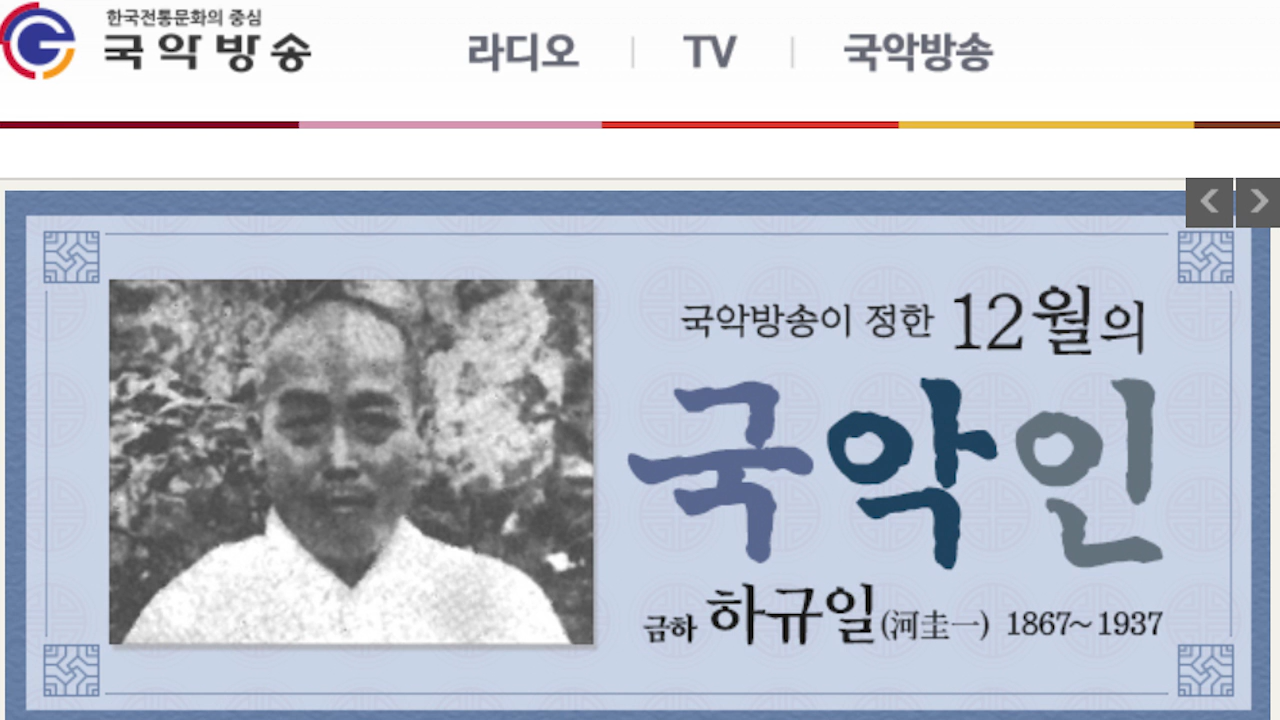 한국전통문화의 중심
국악방송
라디오 | TV | 국악방송
국악방송이 정한 12월의
국악인
금하 하규일(河圭一) 1867~1937